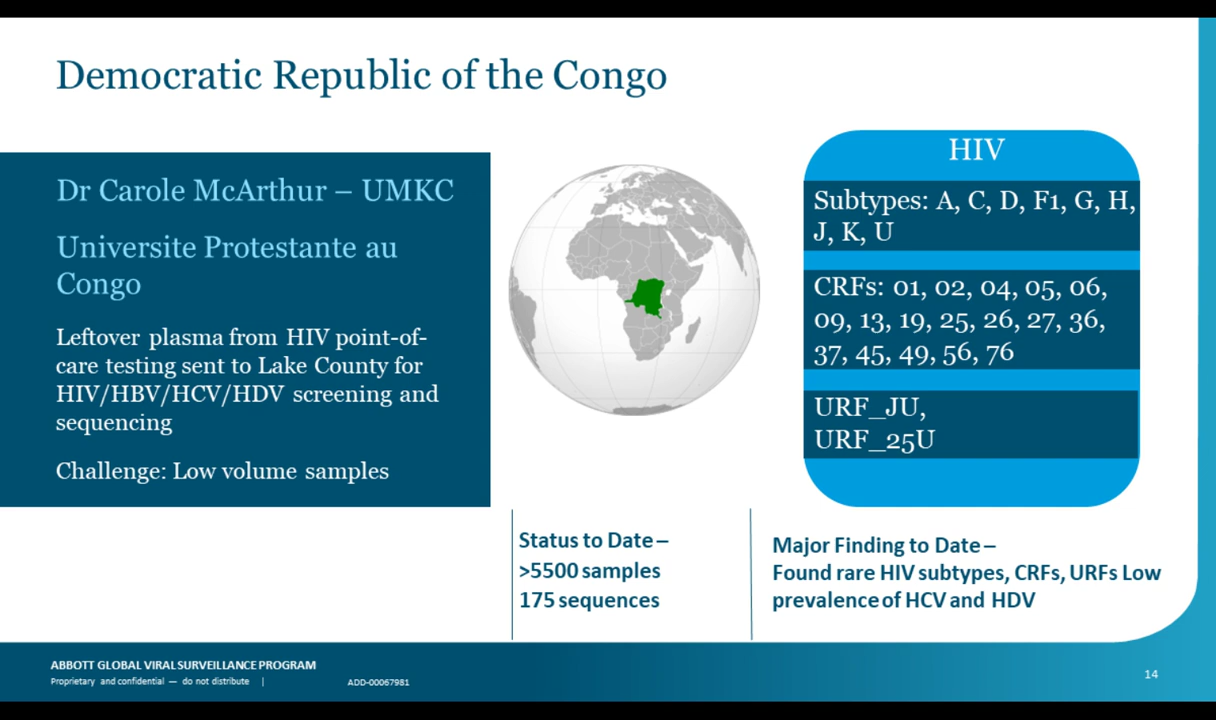 Democratic Republic of the Congo
Dr Carole McArthur – UMKC
Universite Protestante au
Congo
Leftover plasma from HIV point-of-
care testing sent to Lake County for
HIV/HBV/HCV/HDV screening and
sequencing
Challenge: Low volume samples
HIV
Subtypes: A, C, D, F1, G, H,
J, K, U
CRFs: 01, 02, 04, 05, 06,
09, 13, 19, 25, 26, 27, 36,
37, 45, 49, 56, 76
URF_JU,
URF_25U
Status to Date –
>5500 samples
175 sequences
Major Finding to Date –
Found rare HIV subtypes, CRFs, URFs Low
prevalence of HCV and HDV
ABBOTT GLOBAL VIRAL SURVEILLANCE PROGRAM
Proprietary and confidential — do not distribute |
ADD-00067981
14